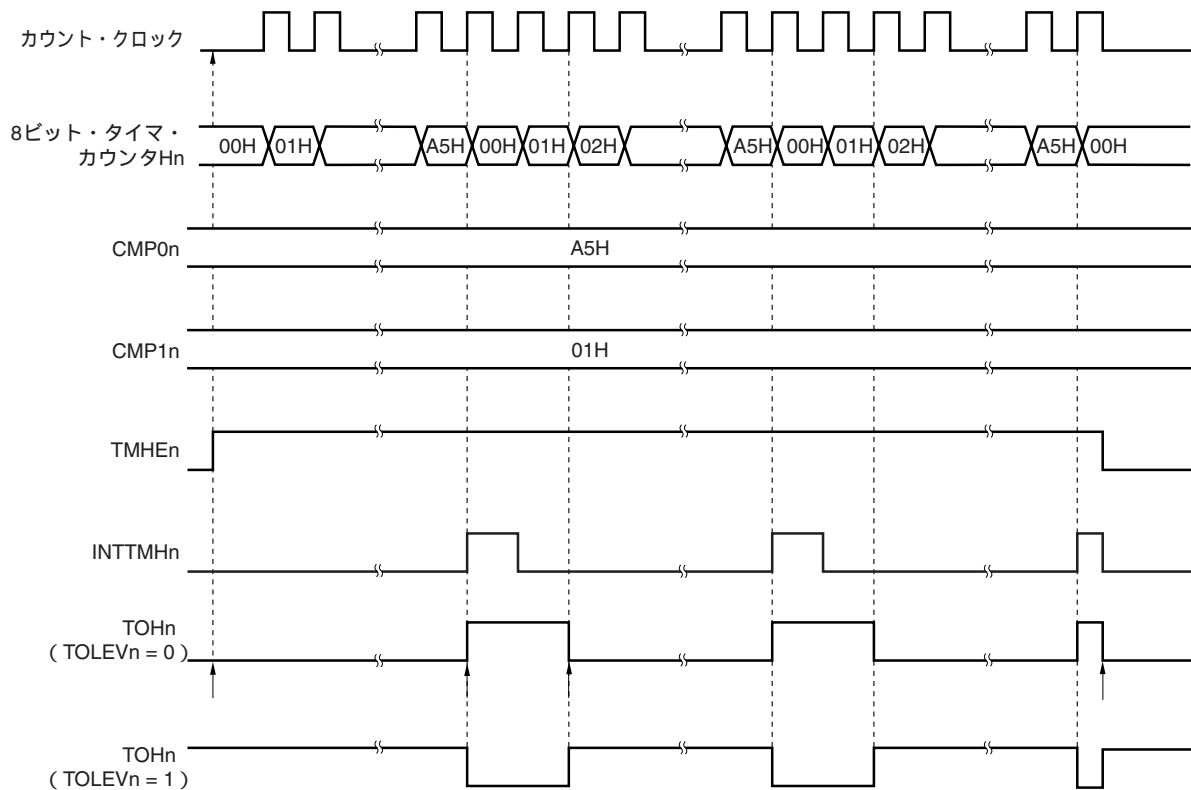 カウント・クロック
8ビット・タイマ・
カウンタHn
00H 01H A5H 00H 01H 02H A5H 00H 01H 02H A5H 00H
CMP0n
A5H
CMP1n
01H
TMHEn
INTTMHn
TOHn
（TOLEVn = 0）
TOHn
（TOLEVn = 1）